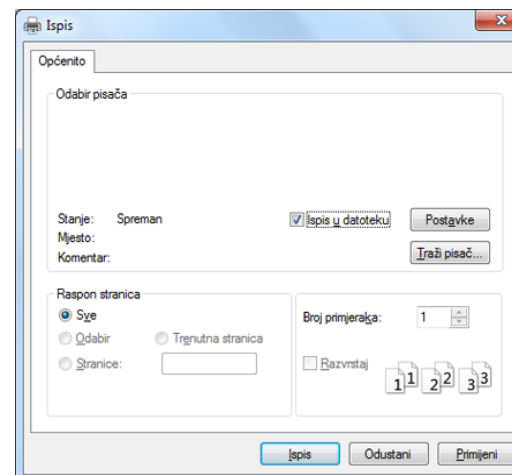 Ispis
Općenito
Odabir pisača
Stanje: Spreman
Ispis u datoteku
Postavke
Mjesto:
Komentar:
Traži pisač...
Raspon stranica
Sve
Odabir
Trenutna stranica
Stranice:
Broj primjeraka: 1
Razvrstaj
1 1 2 2 3 3
Ispis Odustani Primijeni